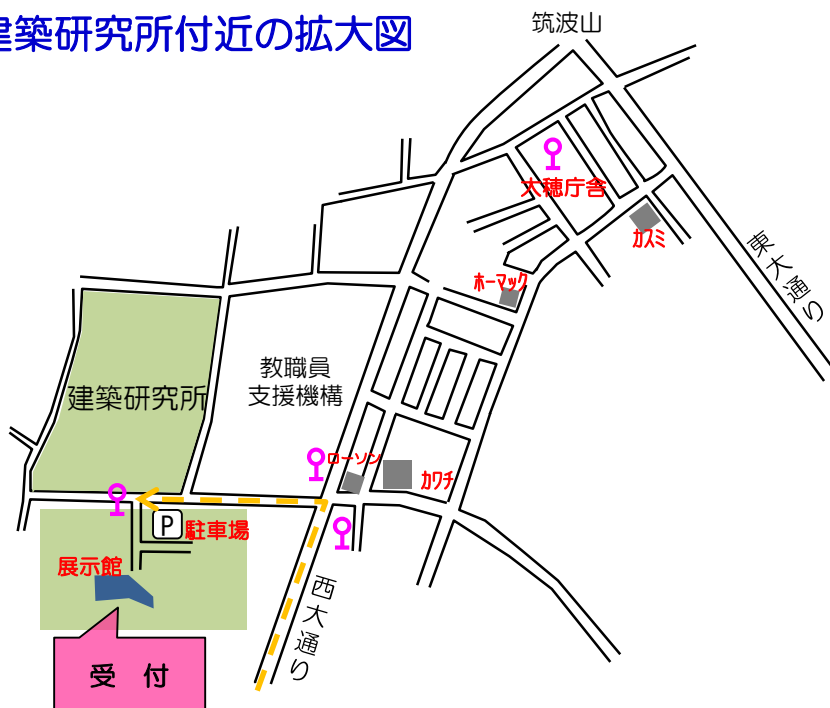 建築研究所付近の拡大図
筑波山
太穂庁舎
カスミ
東大通り
ホーマック
教職員
支援機構
建築研究所
ローソン
カワチ
P
駐車場
展示館
西大通り
受 付